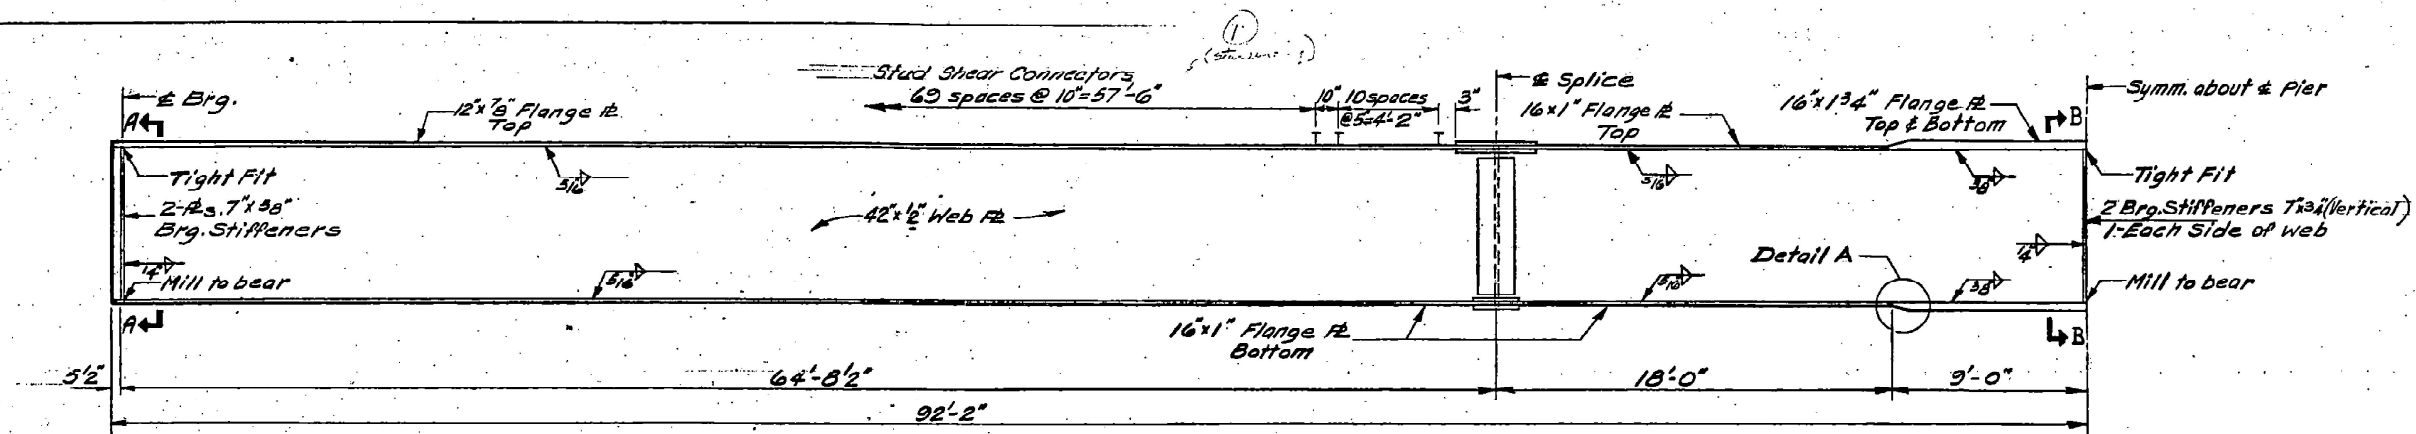 1
Stud Shear Connectors
69 spaces @ 10"=57'-6"
10"
10 spaces
@5"=4'-2"
3"
℄ Splice
℄ Brg.
A
12"x7/8" Flange ℄
Top
16"x1" Flange ℄
Top
16"x1 3/4" Flange ℄
Top & Bottom
B
Symm. about ℄ Pier
Tight Fit
5/16
5/16
3/8
Tight Fit
2-℄s. 7"x5/8"
Brg. Stiffeners
42"x1/2" Web ℄
2 Brg. Stiffeners 7"x3/4" (Vertical)
1-Each Side of web
1/4
Detail A
1/4"
Mill to bear
5/16
5/16
3/8
Mill to bear
A
16"x1" Flange ℄
Bottom
B
5 1/2"
64'-8 1/2"
18'-0"
9'-0"
92'-2"